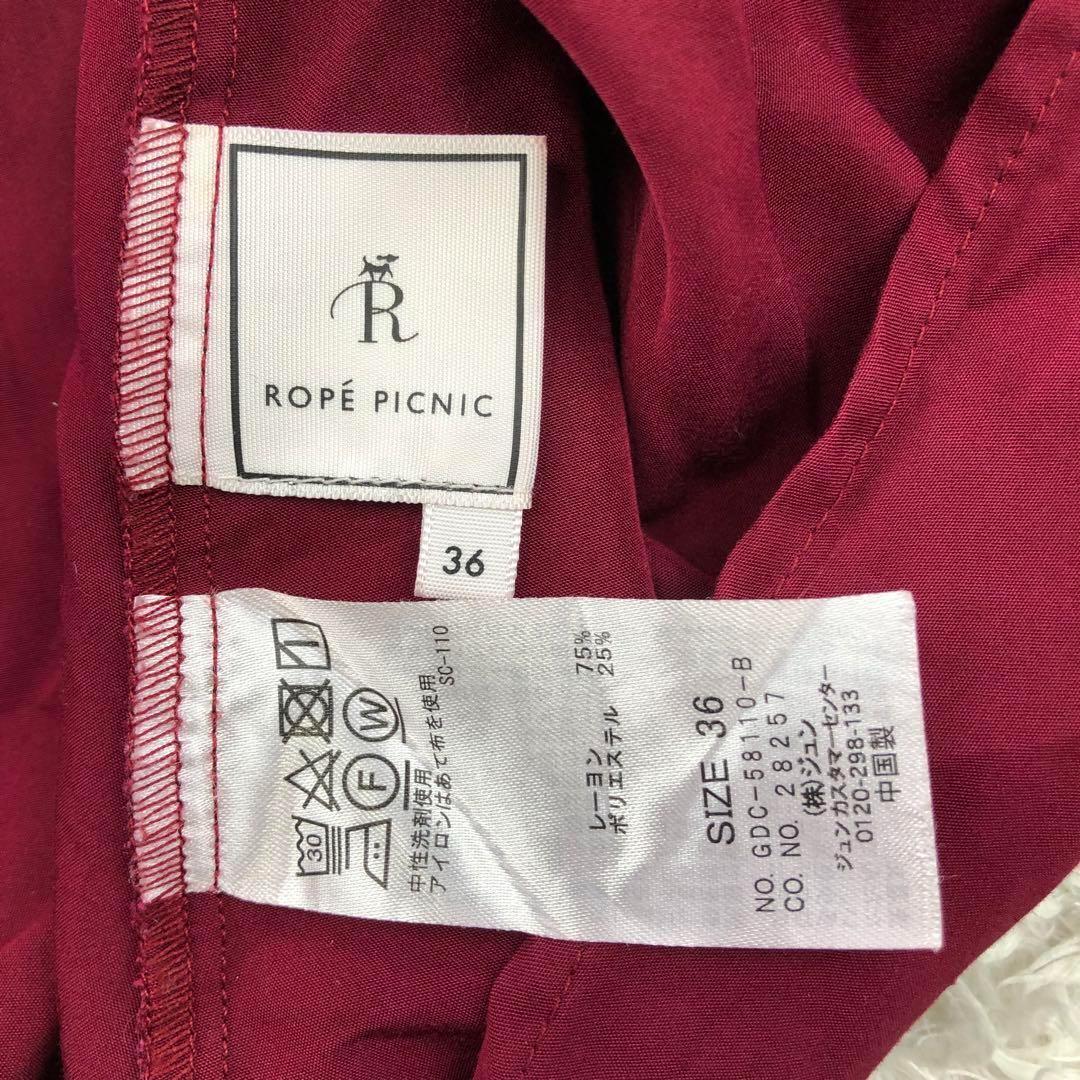 R
ROPÉ PICNIC
36
30
F
W
中性洗剤使用
アイロンはあて布を使用
SC-110
レーヨン 75%
ポリエステル 25%
SIZE 36
NO. GDC-58110-B
CO. NO. 28257
(株)ジュン
ジュンカスタマーセンター
0120-298-133
中国製